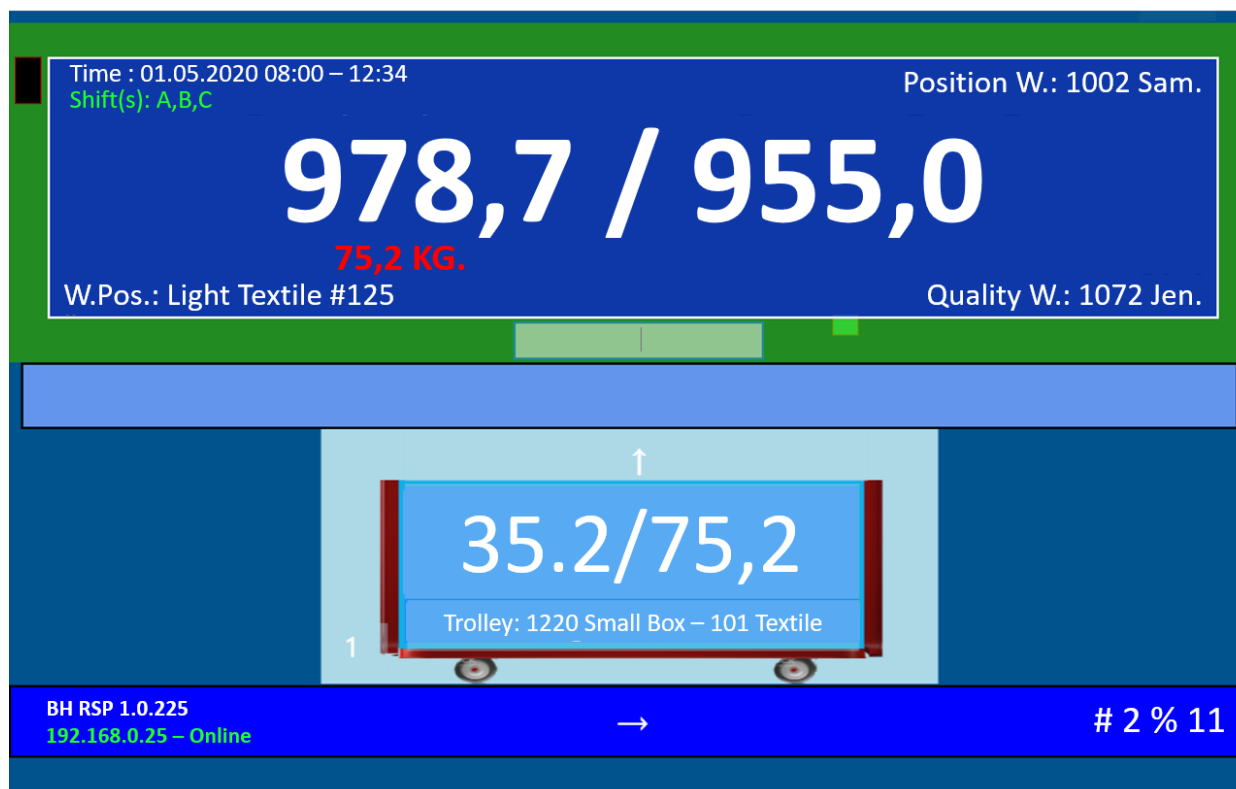 Time : 01.05.2020 08:00 – 12:34
Shift(s): A,B,C
Position W.: 1002 Sam.
978,7 / 955,0
75,2 KG.
W.Pos.: Light Textile #125
Quality W.: 1072 Jen.
↑
35.2/75,2
Trolley: 1220 Small Box – 101 Textile
1
BH RSP 1.0.225
192.168.0.25 – Online
→
# 2 % 11